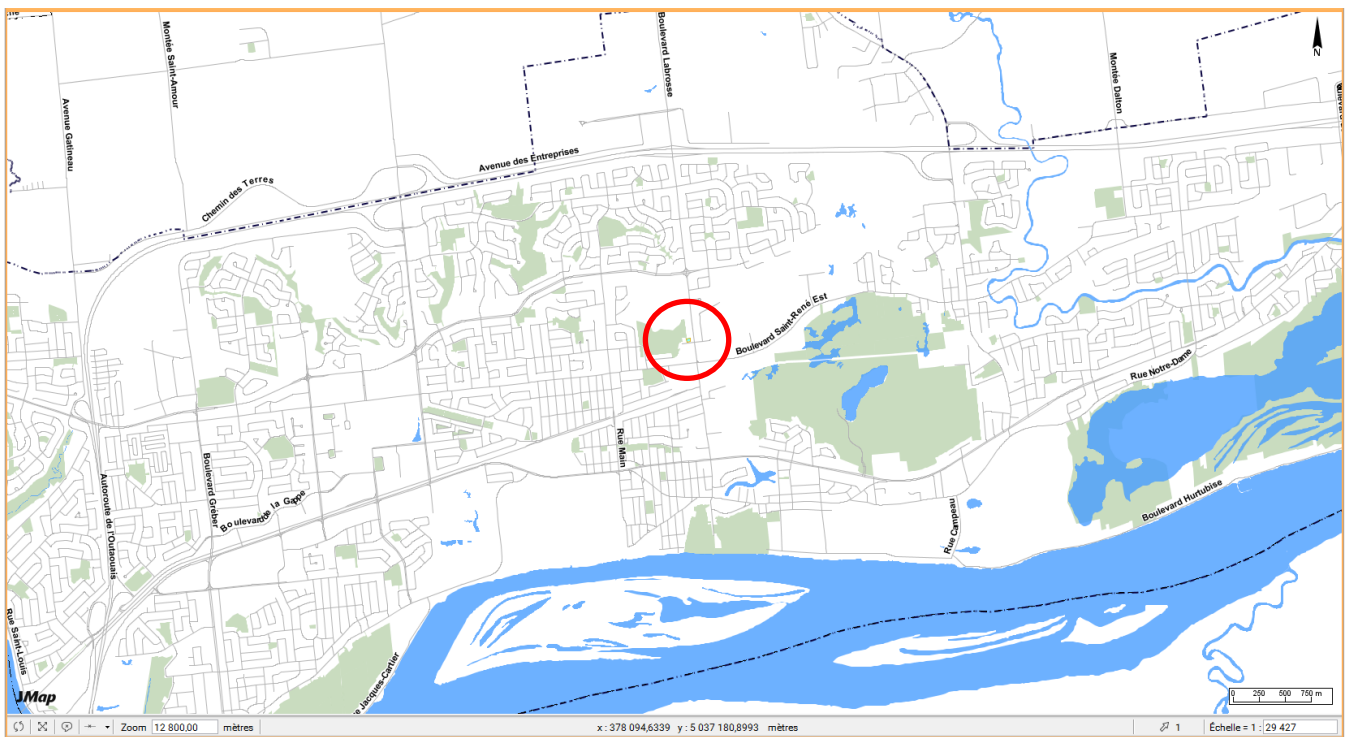 Montée Saint-Amour
Boulevard Labrosse
N
Montée Dalton
Avenue Gatineau
Avenue des Entreprises
Chemin des Terres
Boulevard Saint-René Est
Rue Notre-Dame
Rue Main
Boulevard Gréber
Boulevard de la Gappe
Autoroute de l'Outaouais
Boulevard Hurtubise
Rue Campeau
Rue Saint-Louis
Jacques-Cartier
JMap
0 250 500 750 m
Zoom 12 800,00 mètres
x : 378 094,6339 y : 5 037 180,8993 mètres
1
Échelle = 1 : 29 427